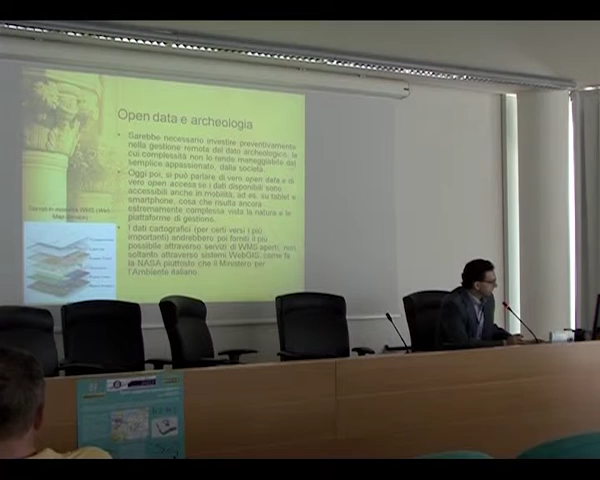 Open data e archeologia
• Sarebbe necessario investire preventivamente
nella gestione remota del dato archeologico, la
cui complessità non lo rende maneggiabile dal
semplice appassionato, dalla società.
• Oggi poi, si può parlare di vero open data e di
vero open access se i dati disponibili sono
accessibili anche in mobilità, ad es. su tablet e
smartphone, cosa che risulta ancora
estremamente complessa vista la natura e le
piattaforme di gestione.
• I dati cartografici (per certi versi i più
importanti) andrebbero poi forniti il più
possibile attraverso servizi di WMS aperti, non
soltanto attraverso sistemi WebGIS, come fa
la NASA piuttosto che il Ministero per
l'Ambiente italiano